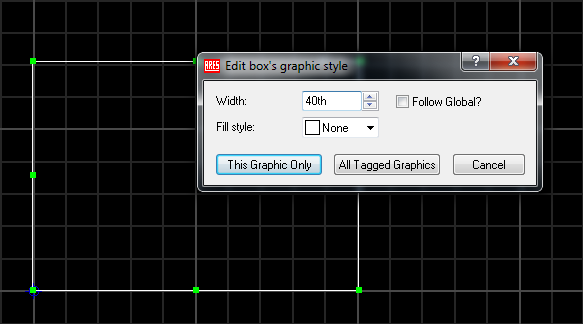 ARES Edit box's graphic style ?
Width: 40th Follow Global?
Fill style: None
This Graphic Only All Tagged Graphics Cancel